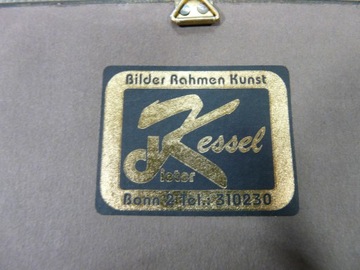 Bilder Rahmen Kunst
Kessel
dieter
Bonn 2 Tel.: 310230